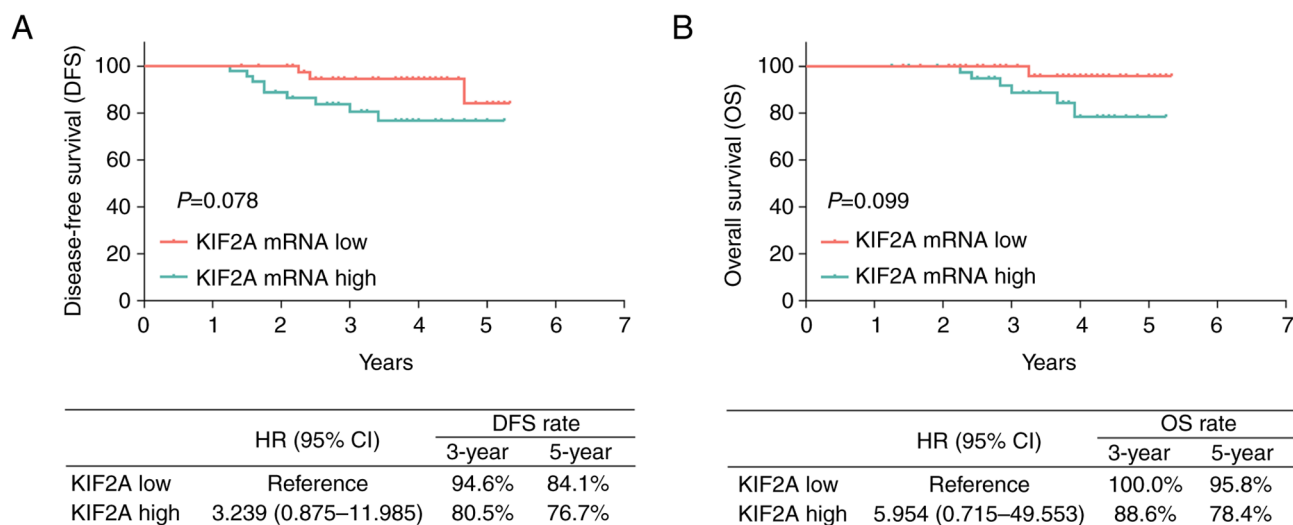 A
Disease-free survival (DFS)
100
80
60
40
20
0
P=0.078
KIF2A mRNA low
KIF2A mRNA high
0 1 2 3 4 5 6 7
Years
HR (95% CI) DFS rate
3-year 5-year
KIF2A low Reference 94.6% 84.1%
KIF2A high 3.239 (0.875–11.985) 80.5% 76.7%
B
Overall survival (OS)
100
80
60
40
20
0
P=0.099
KIF2A mRNA low
KIF2A mRNA high
0 1 2 3 4 5 6 7
Years
HR (95% CI) OS rate
3-year 5-year
KIF2A low Reference 100.0% 95.8%
KIF2A high 5.954 (0.715–49.553) 88.6% 78.4%